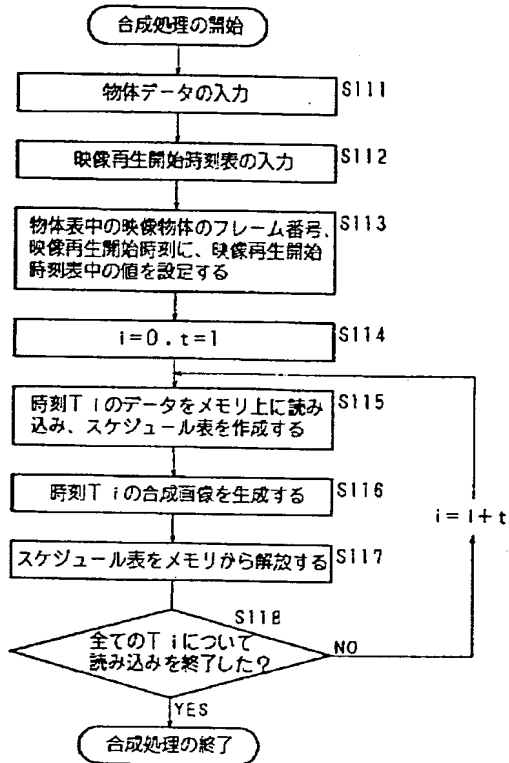 合成処理の開始
物体データの入力
S111
映像再生開始時刻表の入力
S112
物体表中の映像物体のフレーム番号、
映像再生開始時刻に、映像再生開始
時刻表中の値を設定する
S113
i=0.t=1
S114
時刻Tiのデータをメモリ上に読み
込み、スケジュール表を作成する
S115
時刻Tiの合成画像を生成する
S116
i=i+t
スケジュール表をメモリから解放する
S117
S118
全てのTiについて
読み込みを終了した?
NO
YES
合成処理の終了